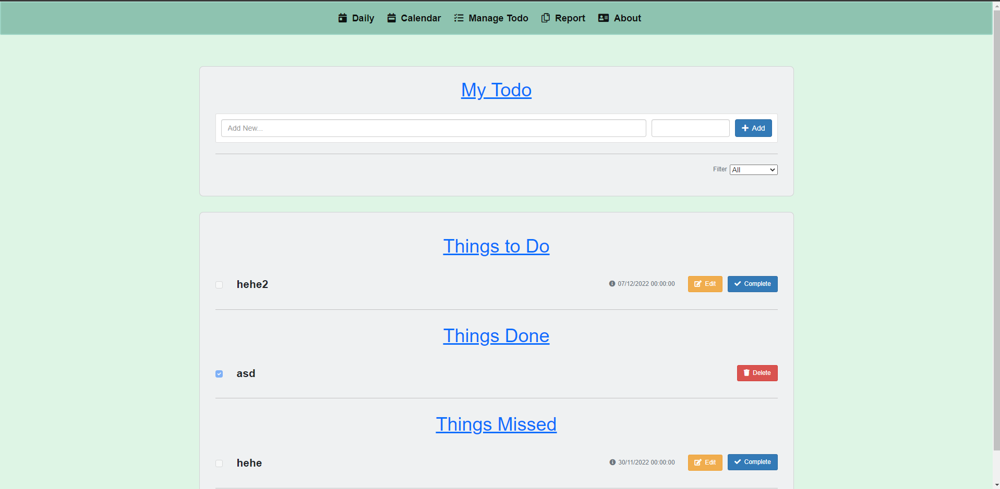 Daily Calendar Manage Todo Report About
My Todo
Add New... Add
Filter All
Things to Do
hehe2 07/12/2022 00:00:00 Edit Complete
Things Done
asd Delete
Things Missed
hehe 30/11/2022 00:00:00 Edit Complete